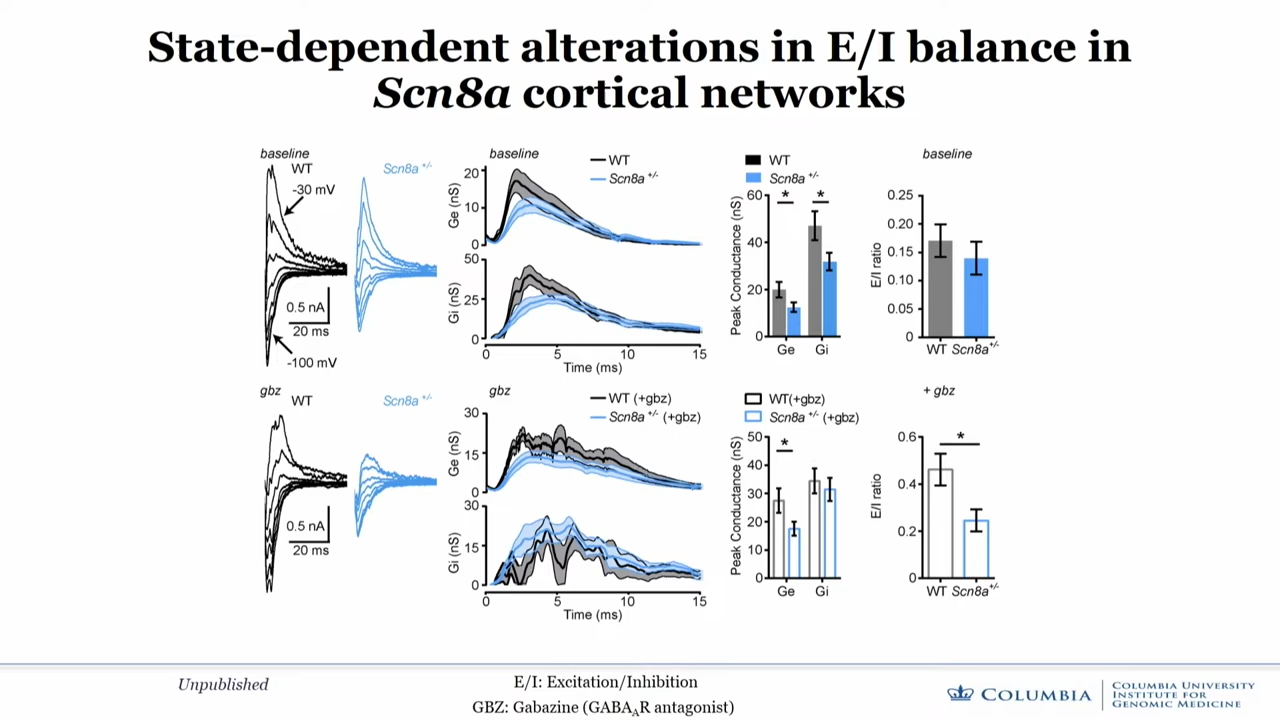 State-dependent alterations in E/I balance in
Scn8a cortical networks
baseline
WT
Scn8a +/-
-30 mV
0.5 nA
20 ms
-100 mV
baseline
WT
Scn8a +/-
Ge (nS)
20
10
0
Gi (nS)
50
25
0
0 5 10 15
Time (ms)
WT
Scn8a +/-
Peak Conductance (nS)
60
40
20
0
* *
Ge Gi
baseline
E/I ratio
0.25
0.20
0.15
0.10
0.05
0
WT Scn8a+/-
gbz
WT
Scn8a +/-
0.5 nA
20 ms
gbz
WT (+gbz)
Scn8a +/- (+gbz)
Ge (nS)
30
15
0
Gi (nS)
30
15
0
0 5 10 15
Time (ms)
WT(+gbz)
Scn8a +/- (+gbz)
Peak Conductance (nS)
50
40
30
20
10
0
*
Ge Gi
+ gbz
E/I ratio
0.6
0.4
0.2
0
*
WT Scn8a+/-
Unpublished
E/I: Excitation/Inhibition
GBZ: Gabazine (GABAAR antagonist)
COLUMBIA
COLUMBIA UNIVERSITY
INSTITUTE FOR
GENOMIC MEDICINE